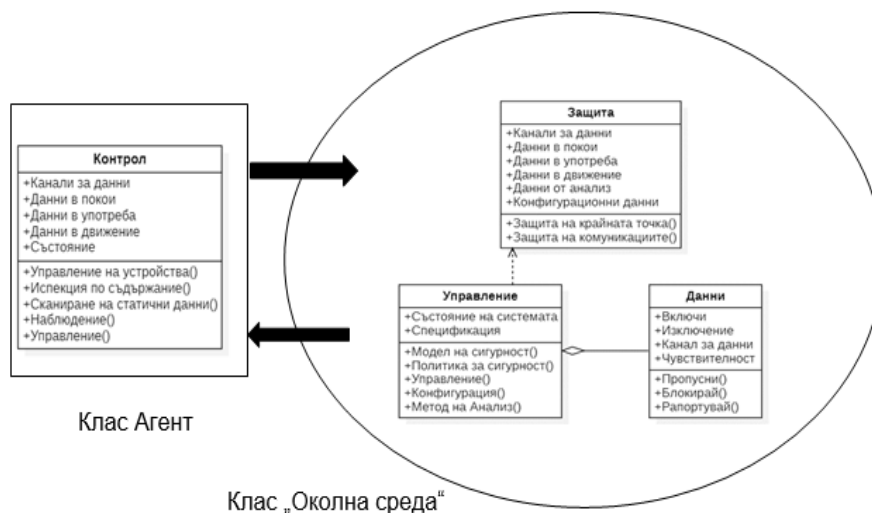 Контрол
+Канали за данни
+Данни в покои
+Данни в употреба
+Данни в движение
+Състояние
+Управление на устройства()
+Испекция по съдържание()
+Сканиране на статични данни()
+Наблюдение()
+Управление()
Клас Агент
Защита
+Канали за данни
+Данни в покои
+Данни в употреба
+Данни в движение
+Данни от анализ
+Конфигурационни данни
+Защита на крайната точка()
+Защита на комуникациите()
Управление
+Състояние на системата
+Спецификация
+Модел на сигурност()
+Политика за сигурност()
+Управление()
+Конфигурация()
+Метод на Анализ()
Данни
+Включи
+Изключение
+Канал за данни
+Чувствителност
+Пропусни()
+Блокирай()
+Рапортувай()
Клас „Околна среда“